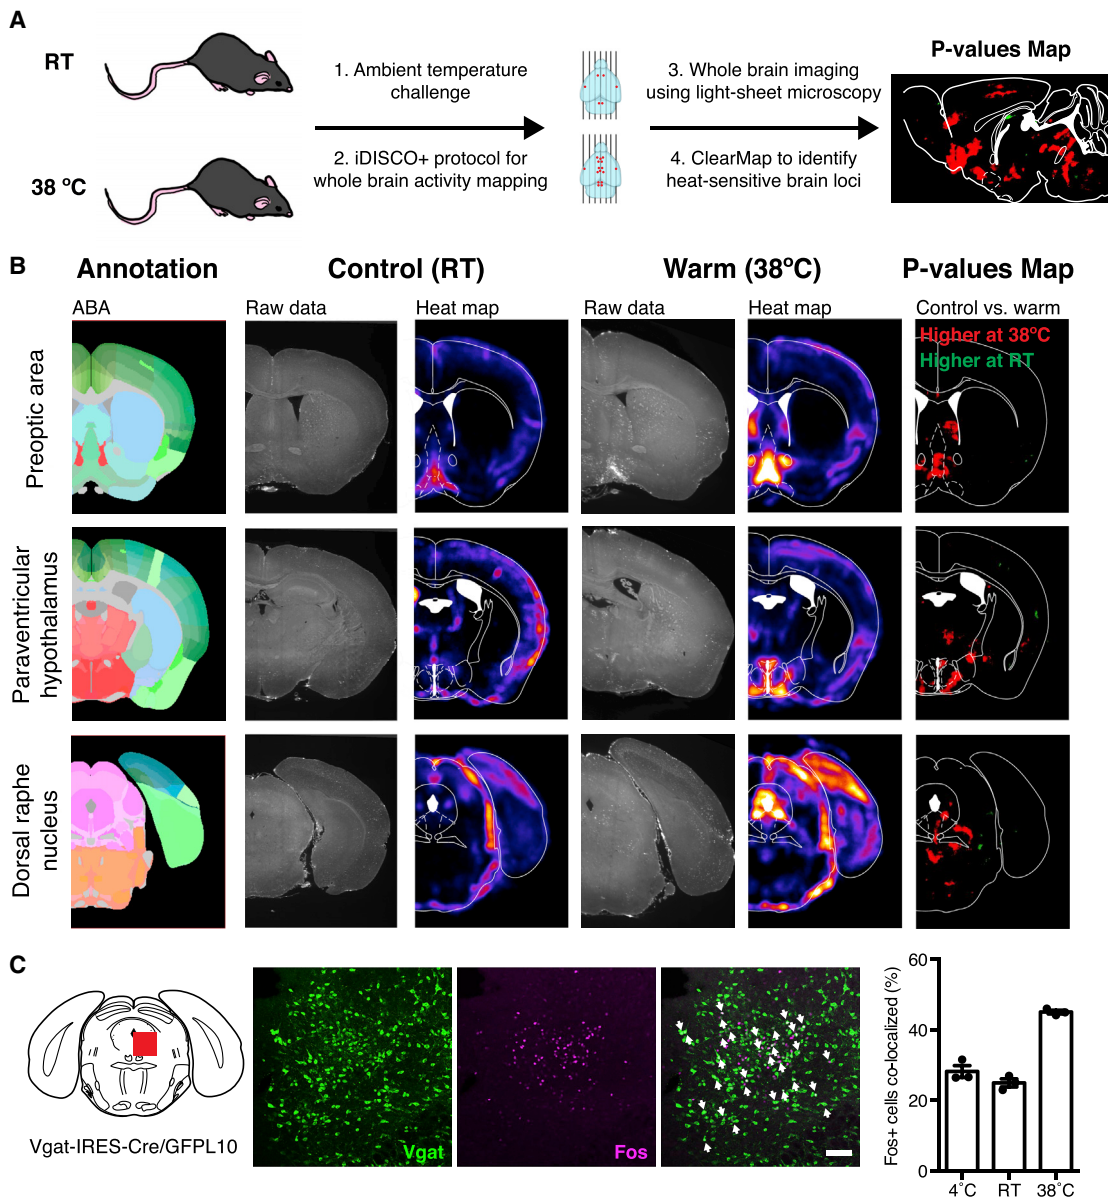 A
RT
38 ºC
1. Ambient temperature
challenge
2. iDISCO+ protocol for
whole brain activity mapping
3. Whole brain imaging
using light-sheet microscopy
4. ClearMap to identify
heat-sensitive brain loci
P-values Map
B
Annotation
Control (RT)
Warm (38ºC)
P-values Map
ABA
Raw data
Heat map
Raw data
Heat map
Control vs. warm
Higher at 38ºC
Higher at RT
Preoptic area
Paraventricular
hypothalamus
Dorsal raphe
nucleus
C
Vgat-IRES-Cre/GFPL10
Vgat
Fos
Fos+ cells co-localized (%)
60
40
20
0
4˚C
RT
38˚C